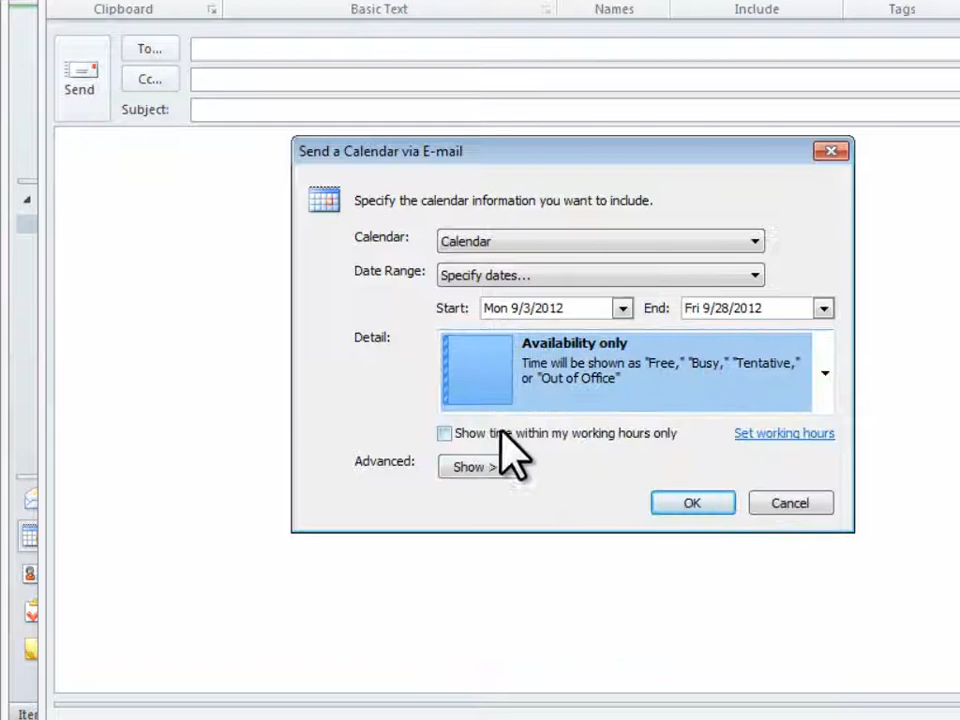 Clipboard
Basic Text
Names
Include
Tags
Send
To...
Cc...
Subject:
Send a Calendar via E-mail
Specify the calendar information you want to include.
Calendar: Calendar
Date Range: Specify dates...
Start: Mon 9/3/2012 End: Fri 9/28/2012
Detail: Availability only
Time will be shown as "Free," "Busy," "Tentative,"
or "Out of Office"
Show time within my working hours only Set working hours
Advanced: Show >
OK Cancel